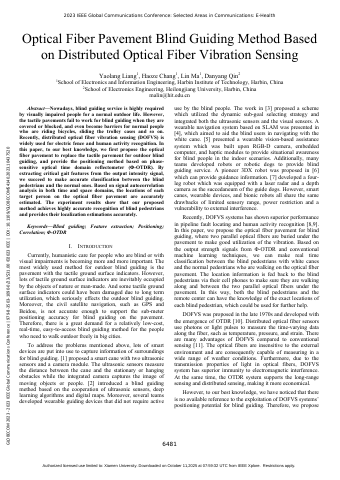 2023 IEEE Global Communications Conference: Selected Areas in Communications: E-Health
Optical Fiber Pavement Blind Guiding Method Based
on Distributed Optical Fiber Vibration Sensing
Yaolang Liang¹, Haozu Chang¹, Lin Ma¹, Danyang Qin²
¹School of Electronics and Information Engineering, Harbin Institute of Technology, Harbin, China
²School of Electronics Engineering, Heilongjiang University, Harbin, China
Abstract—Nowadays, blind guiding service is highly required
by visually impaired people for a normal outdoor life. However,
the tactile pavements fail to work for blind guiding when they are
covered or blocked, and even become barriers for normal people
who are riding bicycles, sliding the trolley cases and so on.
Recently, distributed optical fiber vibration sensing (DOFVS) is
widely used for electric fence and human activity recognition. In
this paper, to our best knowledge, we first propose the optical
fiber pavement to replace the tactile pavement for outdoor blind
guiding, and provide the positioning method based on phase-
sensitive optical time domain reflectometer (Φ-OTDR). By
extracting critical gait features from the output intensity signal,
we succeed to make accurate classification between the blind
pedestrians and the normal ones. Based on signal autocorrelation
analysis in both time and space domains, the locations of each
target person on the optical fiber pavement are accurately
estimated. The experiment results show that our proposed
method achieves highly accurate recognition of blind pedestrians
and provides their localization estimations accurately.
Keywords—Blind guiding; Feature extraction; Positioning;
Correlation; Φ-OTDR
I. INTRODUCTION
Currently, humanistic care for people who are blind or with
visual impairments is becoming more and more important. The
most widely used method for outdoor blind guiding is the
pavement with the tactile ground surface indicators. However,
lots of tactile ground surface indicators are inevitably occupied
by the objects of nature or man-made. And some tactile ground
surface indicators could have been damaged due to long term
utilization, which seriously effects the outdoor blind guiding.
Moreover, the civil satellite navigation, such as GPS and
Beidou, is not accurate enough to support the sub-meter
positioning accuracy for blind guiding on the pavement.
Therefore, there is a great demand for a relatively low-cost,
real-time, easy-to-access blind guiding method for the people
who need to walk outdoor freely in big cities.
To address the problems mentioned above, lots of smart
devices are put into use to capture information of surroundings
for blind guiding. [1] proposed a smart cane with two ultrasonic
sensors and a camera module. The ultrasonic sensors measure
the distance between the cane and the stationary or hanging
obstacles while the integrated camera captures the image of
moving objects or people. [2] introduced a blind guiding
method based on the cooperation of ultrasonic sensors, deep
learning algorithms and digital maps. Moreover, several teams
developed wearable guiding devices that did not require active
use by the blind people. The work in [3] proposed a scheme
which utilized the dynamic sub-goal selecting strategy and
integrated both the ultrasonic sensors and the visual sensors. A
wearable navigation system based on SLAM was presented in
[4], which aimed to aid the blind users in navigating with the
white cane. [5] presented a wearable vision-based assistance
system which was built upon RGB-D camera, embedded
computer, and haptic modules to provide situational awareness
for blind people in the indoor scenarios. Additionally, many
teams developed robots or robotic dogs to provide blind
guiding service. A pioneer 3DX robot was proposed in [6]
which can provide guidance information. [7] developed a four-
leg robot which was equipped with a laser radar and a depth
camera as the encodarmon of the guide dogs. However, smart
canes, wearable devices, and bionic robots all share the same
drawbacks of limited sensory range, power restriction and a
vulnerability to external interference.
Recently, DOFVS systems has shown superior performance
in pipeline fault locating and human activity recognition [8,9].
In this paper, we propose the optical fiber pavement for blind
guiding, where two parallel optical fibers are buried under the
pavement to make good utilization of the vibration. Based on
the output strength signals from Φ-OTDR and conventional
machine learning techniques, we can make real time
classification between the blind pedestrians with white canes
and the normal pedestrians who are walking on the optical fiber
pavement. The location information is fed back to the blind
pedestrians via their cell phones to make sure they are walking
along and between the two parallel optical fibers under the
pavement. In this way, both the blind pedestrians and the
remote center can have the knowledge of the exact locations of
each blind pedestrian, which could be used for further help.
DOFVS was proposed in the late 1970s and developed with
the emergence of OTDR [10]. Distributed optical fiber sensors
use photons or light pulses to measure the time-varying data
along the fiber, such as temperature, pressure, and strain. There
are many advantages of DOFVS compared to conventional
sensing [11]. The optical fibers are insensitive to the external
environment and are consequently capable of measuring in a
wide range of weather conditions. Furthermore, due to the
transmission properties of light in optical fibers, DOFVS
system has superior immunity to electromagnetic interference.
At the same time, the OTDR system supports the long-range
sensing and distributed sensing, making it more economical.
However, to our best knowledge, we have noticed that there
is no available reference to the exploitation of DOFVS systems'
positioning potential for blind guiding. Therefore, we propose
6481
Authorized licensed use limited to: Xiamen University. Downloaded on October 11,2025 at 07:50:02 UTC from IEEE Xplore. Restrictions apply.